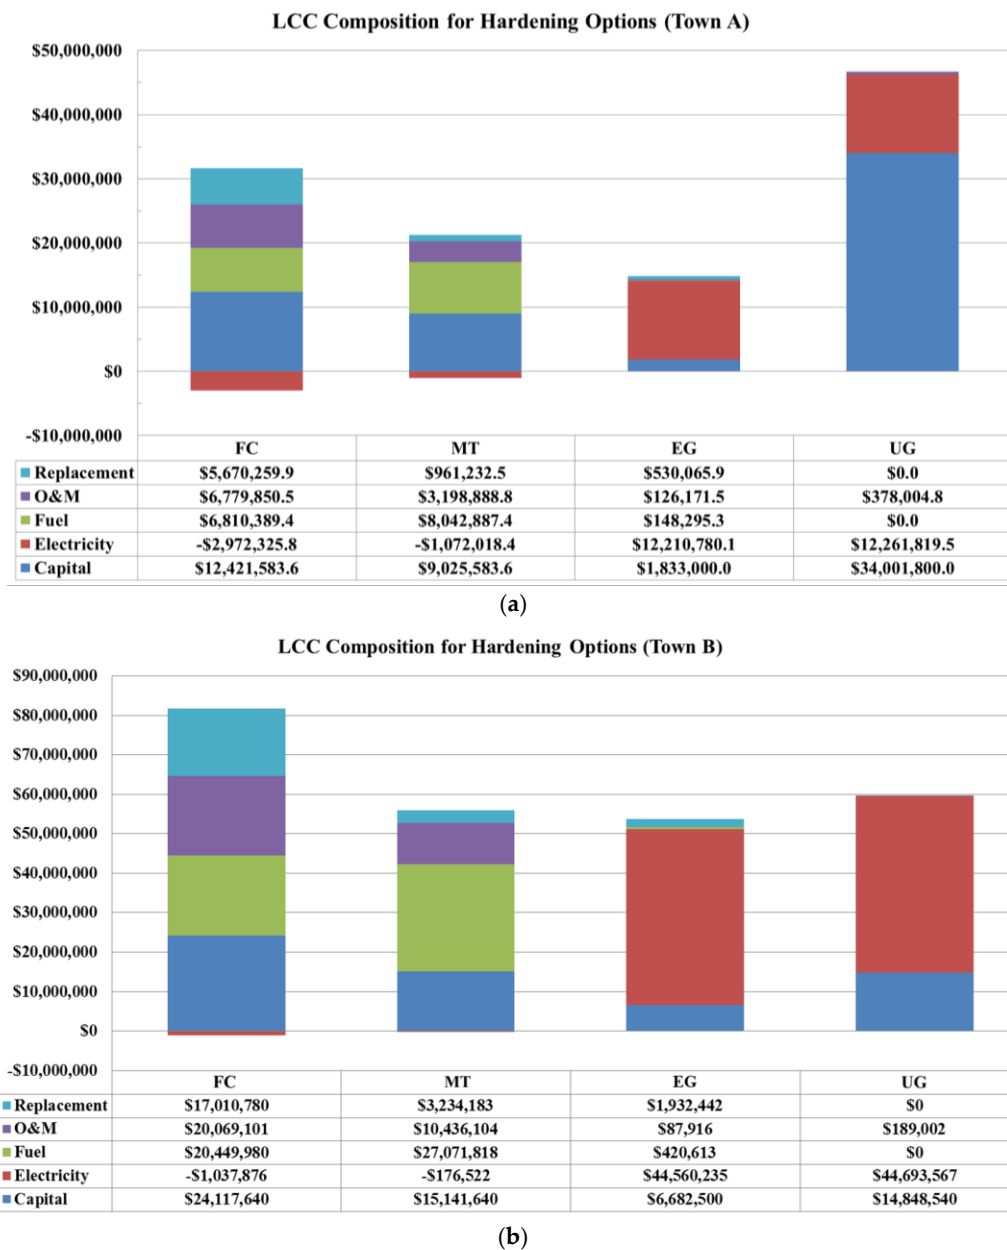 LCC Composition for Hardening Options (Town A)
$50,000,000
$40,000,000
$30,000,000
$20,000,000
$10,000,000
$0
-$10,000,000
FC MT EG UG
Replacement $5,670,259.9 $961,232.5 $530,065.9 $0.0
O&M $6,779,850.5 $3,198,888.8 $126,171.5 $378,004.8
Fuel $6,810,389.4 $8,042,887.4 $148,295.3 $0.0
Electricity -$2,972,325.8 -$1,072,018.4 $12,210,780.1 $12,261,819.5
Capital $12,421,583.6 $9,025,583.6 $1,833,000.0 $34,001,800.0
(a)
LCC Composition for Hardening Options (Town B)
$90,000,000
$80,000,000
$70,000,000
$60,000,000
$50,000,000
$40,000,000
$30,000,000
$20,000,000
$10,000,000
$0
-$10,000,000
FC MT EG UG
Replacement $17,010,780 $3,234,183 $1,932,442 $0
O&M $20,069,101 $10,436,104 $87,916 $189,002
Fuel $20,449,980 $27,071,818 $420,613 $0
Electricity -$1,037,876 -$176,522 $44,560,235 $44,693,567
Capital $24,117,640 $15,141,640 $6,682,500 $14,848,540
(b)